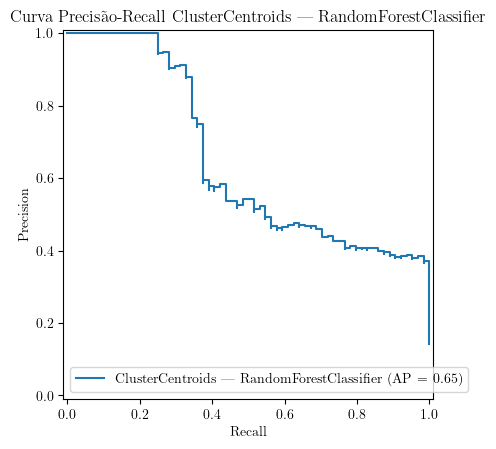 Curva Precisão-Recall ClusterCentroids — RandomForestClassifier
1.0
0.8
0.6
0.4
0.2
0.0
Precision
ClusterCentroids — RandomForestClassifier (AP = 0.65)
0.0 0.2 0.4 0.6 0.8 1.0
Recall